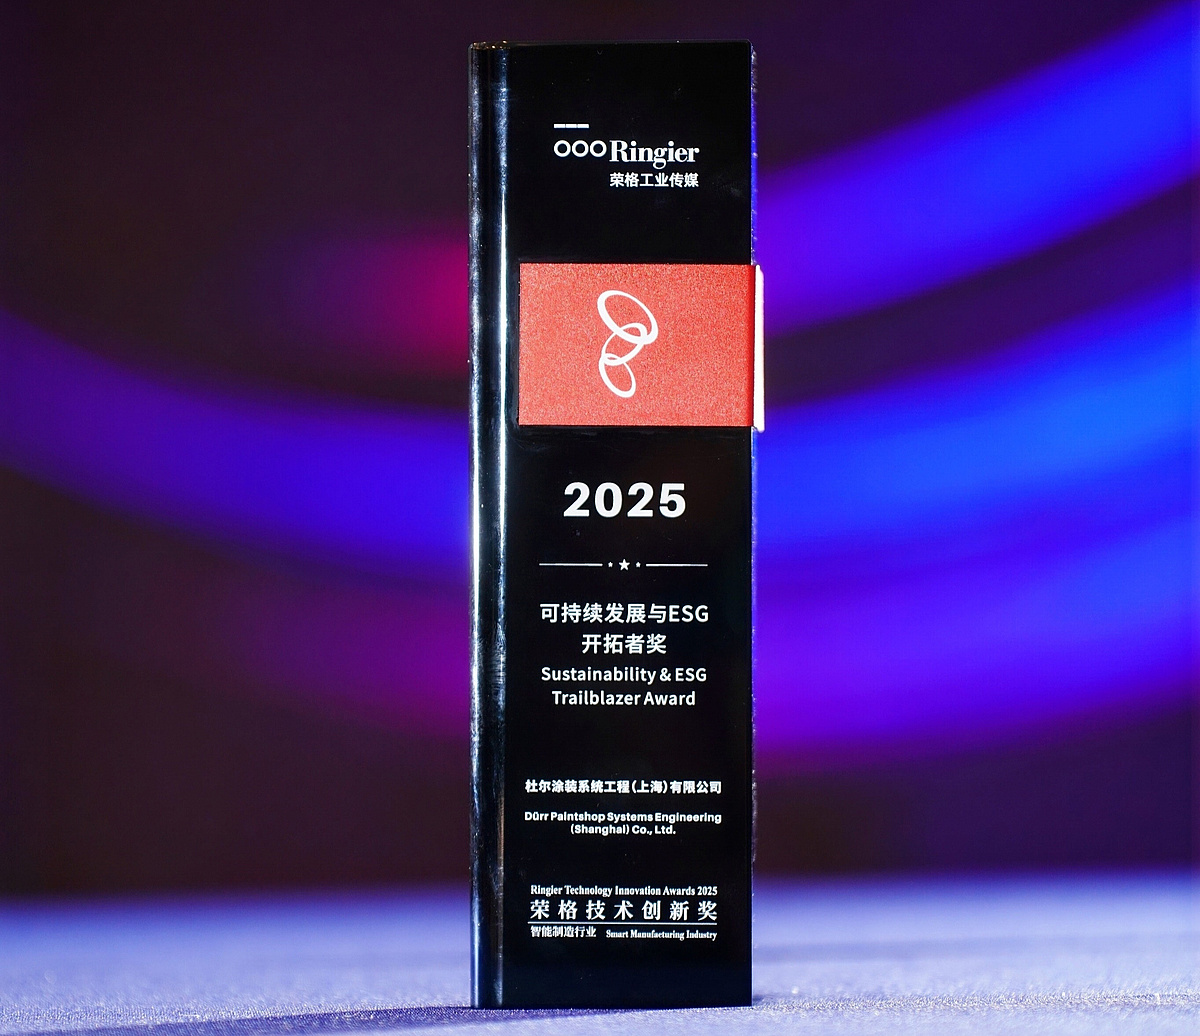 Ringier
荣格工业传媒
2025
可持续发展与ESG
开拓者奖
Sustainability & ESG
Trailblazer Award
杜尔涂装系统工程(上海)有限公司
Dürr Paintshop Systems Engineering
(Shanghai) Co., Ltd.
Ringier Technology Innovation Awards 2025
荣格技术创新奖
智能制造行业 Smart Manufacturing Industry